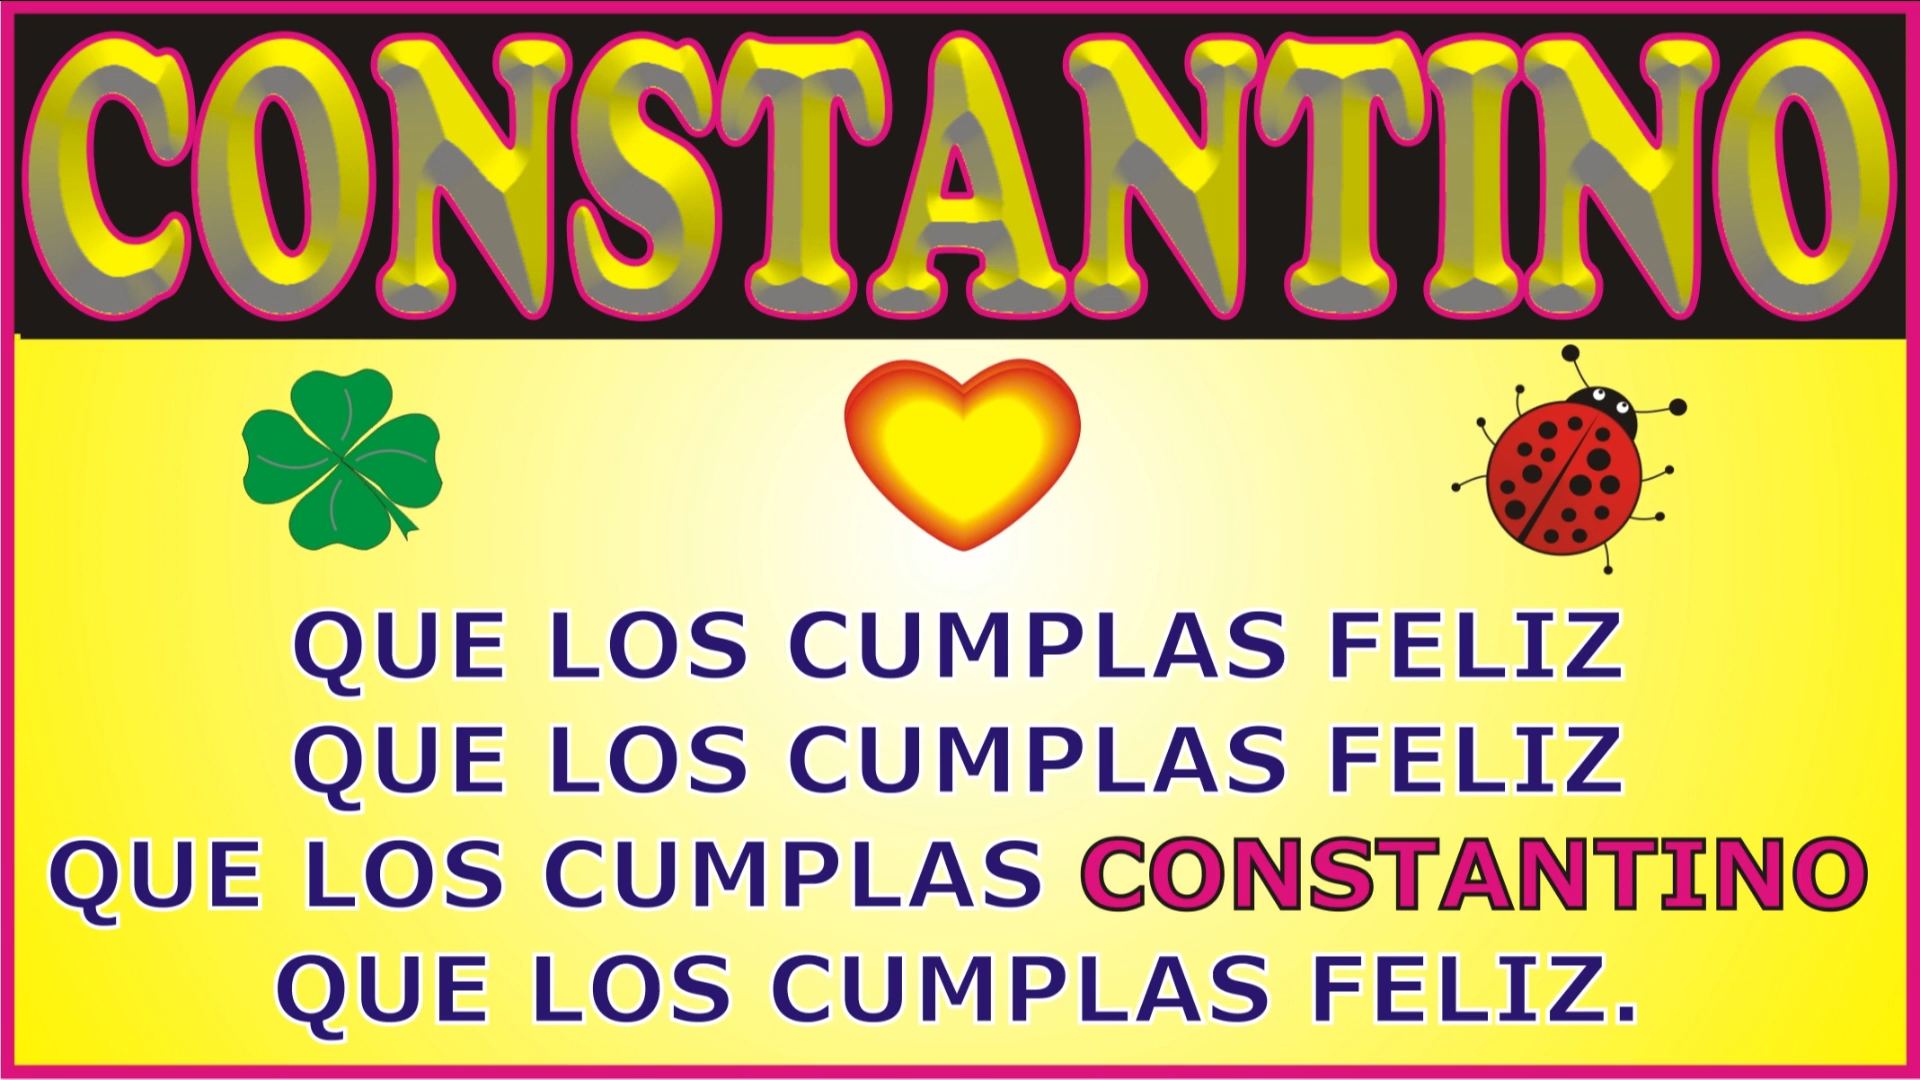 CONSTANTINO
QUE LOS CUMPLAS FELIZ
QUE LOS CUMPLAS FELIZ
QUE LOS CUMPLAS CONSTANTINO
QUE LOS CUMPLAS FELIZ.